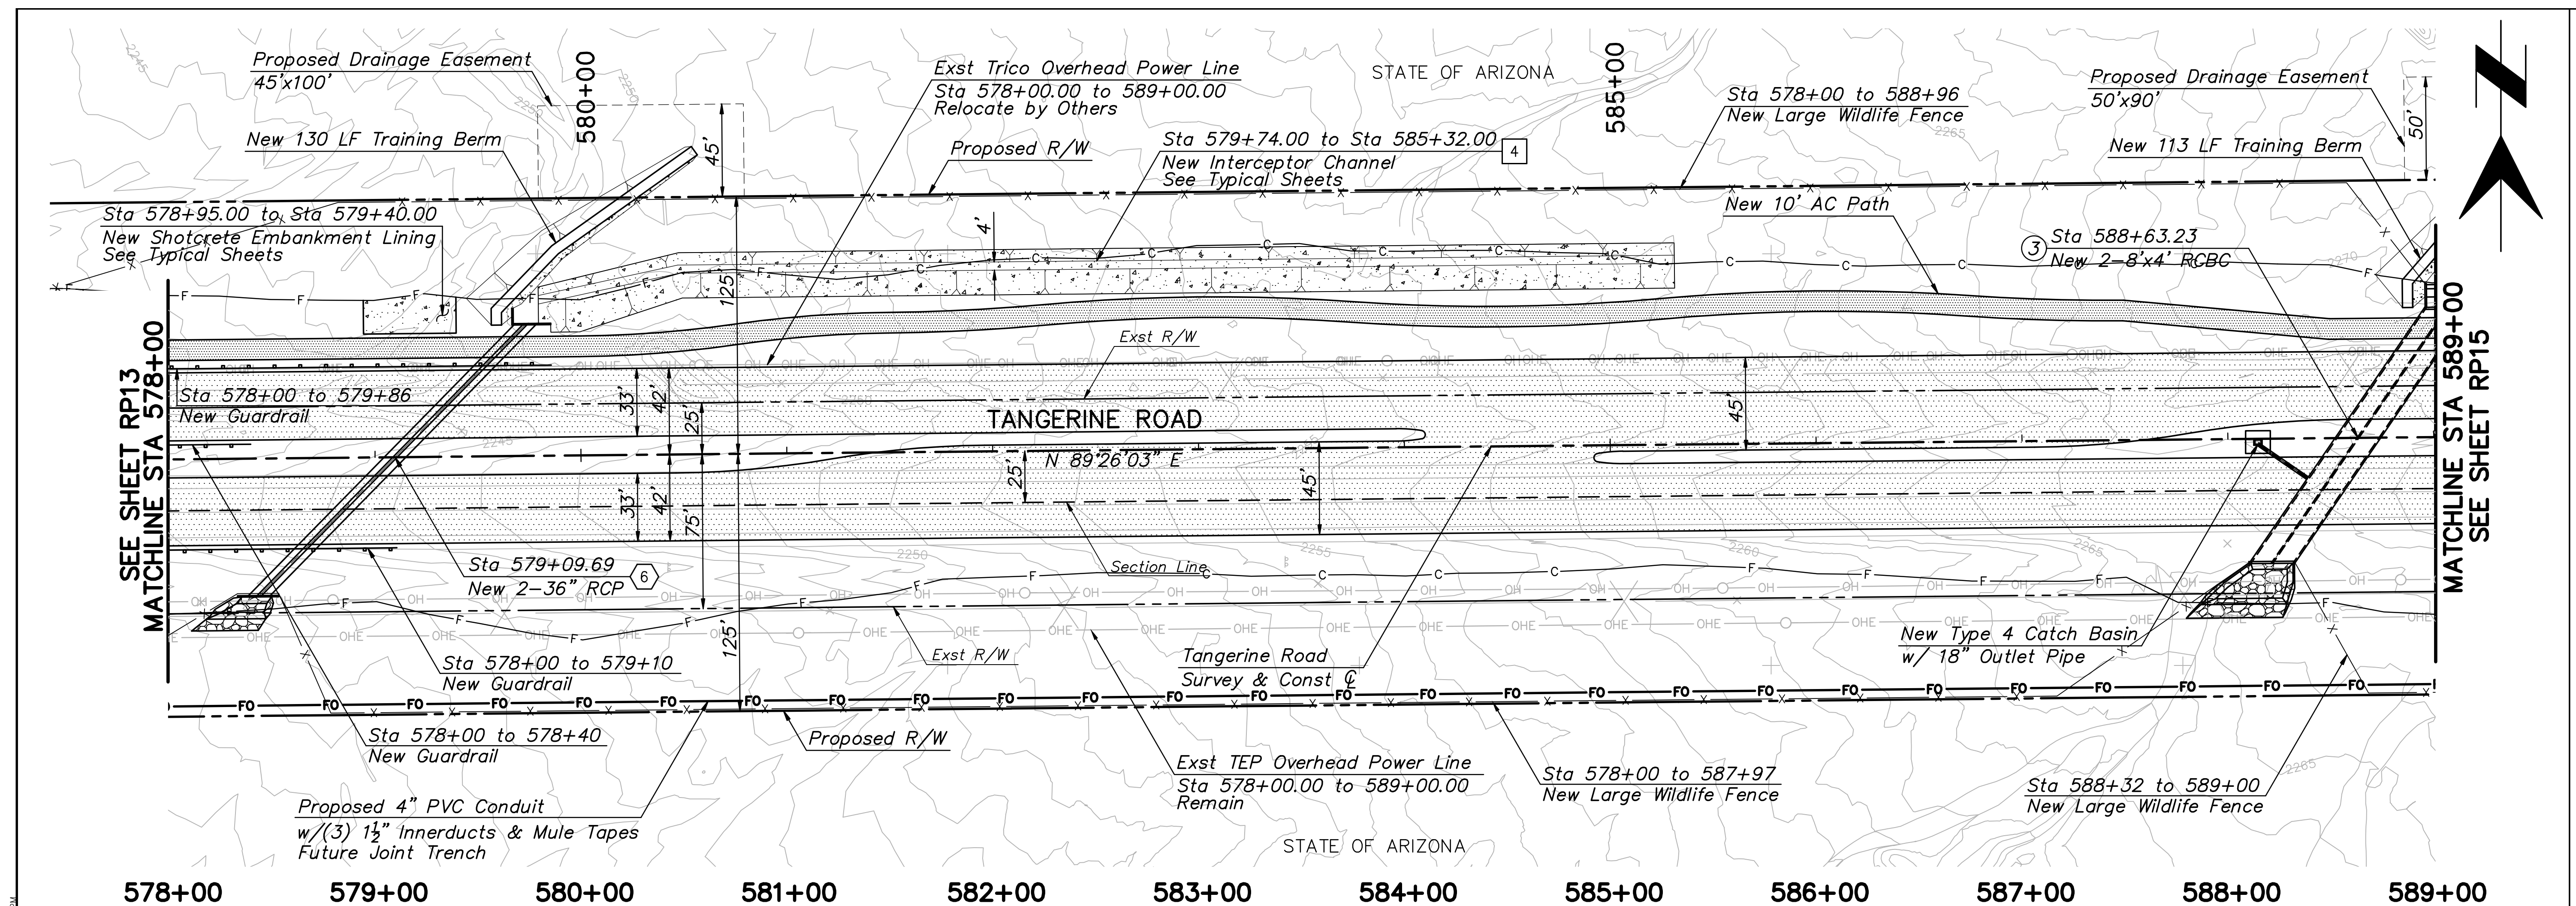 Proposed Drainage Easement
45'x100'
New 130 LF Training Berm
580+00
Exst Trico Overhead Power Line
Sta 578+00.00 to 589+00.00
Relocate by Others
Proposed R/W
Sta 579+74.00 to Sta 585+32.00
4
New Interceptor Channel
See Typical Sheets
STATE OF ARIZONA
585+00
Sta 578+00 to 588+96
New Large Wildlife Fence
Proposed Drainage Easement
50'x90'
New 113 LF Training Berm
N
45'
50'
2245
2250
2265
2270
Sta 578+95.00 to Sta 579+40.00
New Shotcrete Embankment Lining
See Typical Sheets
125'
4'
New 10' AC Path
3
Sta 588+63.23
New 2-8'x4' RCBC
Exst R/W
SEE SHEET RP13
MATCHLINE STA 578+00
MATCHLINE STA 589+00
SEE SHEET RP15
Sta 578+00 to 579+86
New Guardrail
33'
42'
25'
TANGERINE ROAD
N 89°26'03" E
45'
33'
42'
75'
25'
45'
125'
Section Line
Sta 579+09.69
New 2-36" RCP
6
2245
2250
2255
2260
2265
Sta 578+00 to 579+10
New Guardrail
Exst R/W
Tangerine Road
Survey & Const ℄
New Type 4 Catch Basin
w/ 18" Outlet Pipe
Sta 578+00 to 578+40
New Guardrail
Proposed R/W
Exst TEP Overhead Power Line
Sta 578+00.00 to 589+00.00
Remain
Sta 578+00 to 587+97
New Large Wildlife Fence
Sta 588+32 to 589+00
New Large Wildlife Fence
2265
Proposed 4" PVC Conduit
w/(3) 1½" Innerducts & Mule Tapes
Future Joint Trench
STATE OF ARIZONA
578+00 579+00 580+00 581+00 582+00 583+00 584+00 585+00 586+00 587+00 588+00 589+00